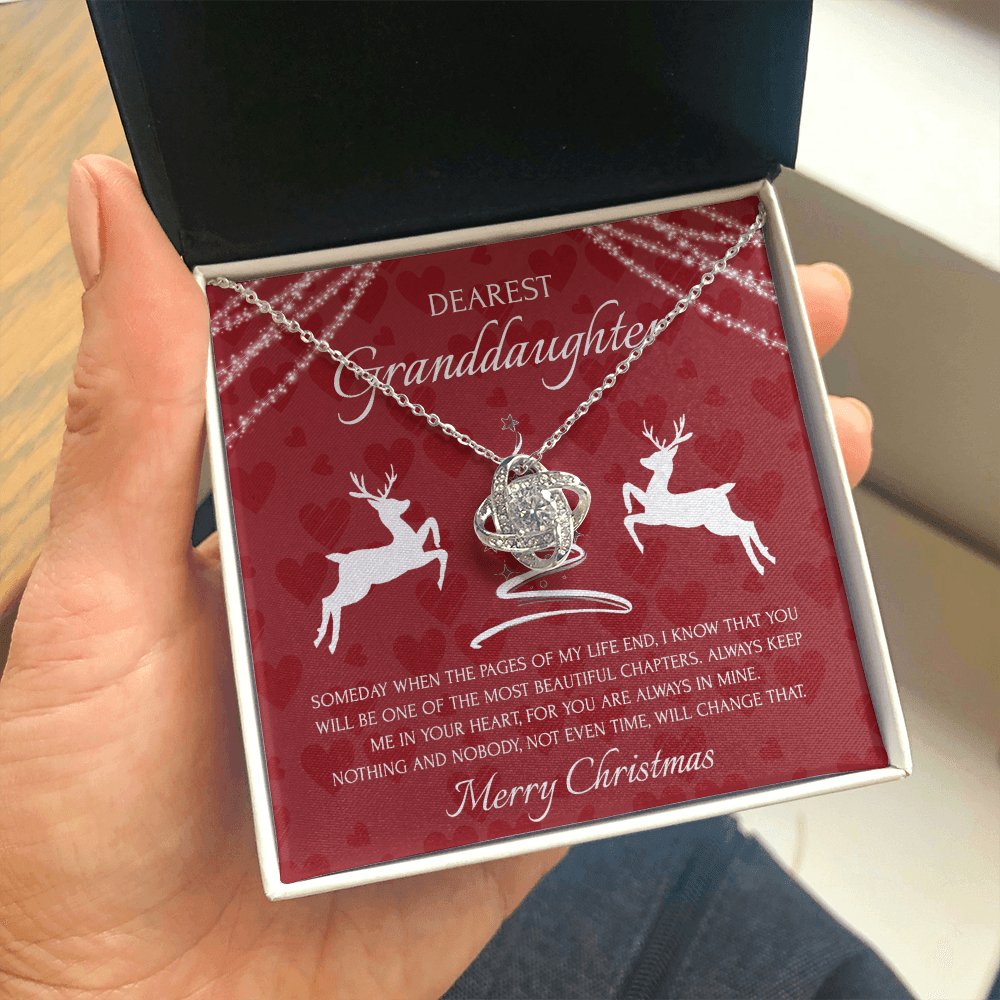 DEAREST
Granddaughter
SOMEDAY WHEN THE PAGES OF MY LIFE END, I KNOW THAT YOU
WILL BE ONE OF THE MOST BEAUTIFUL CHAPTERS. ALWAYS KEEP
ME IN YOUR HEART, FOR YOU ARE ALWAYS IN MINE.
NOTHING AND NOBODY, NOT EVEN TIME, WILL CHANGE THAT.
Merry Christmas